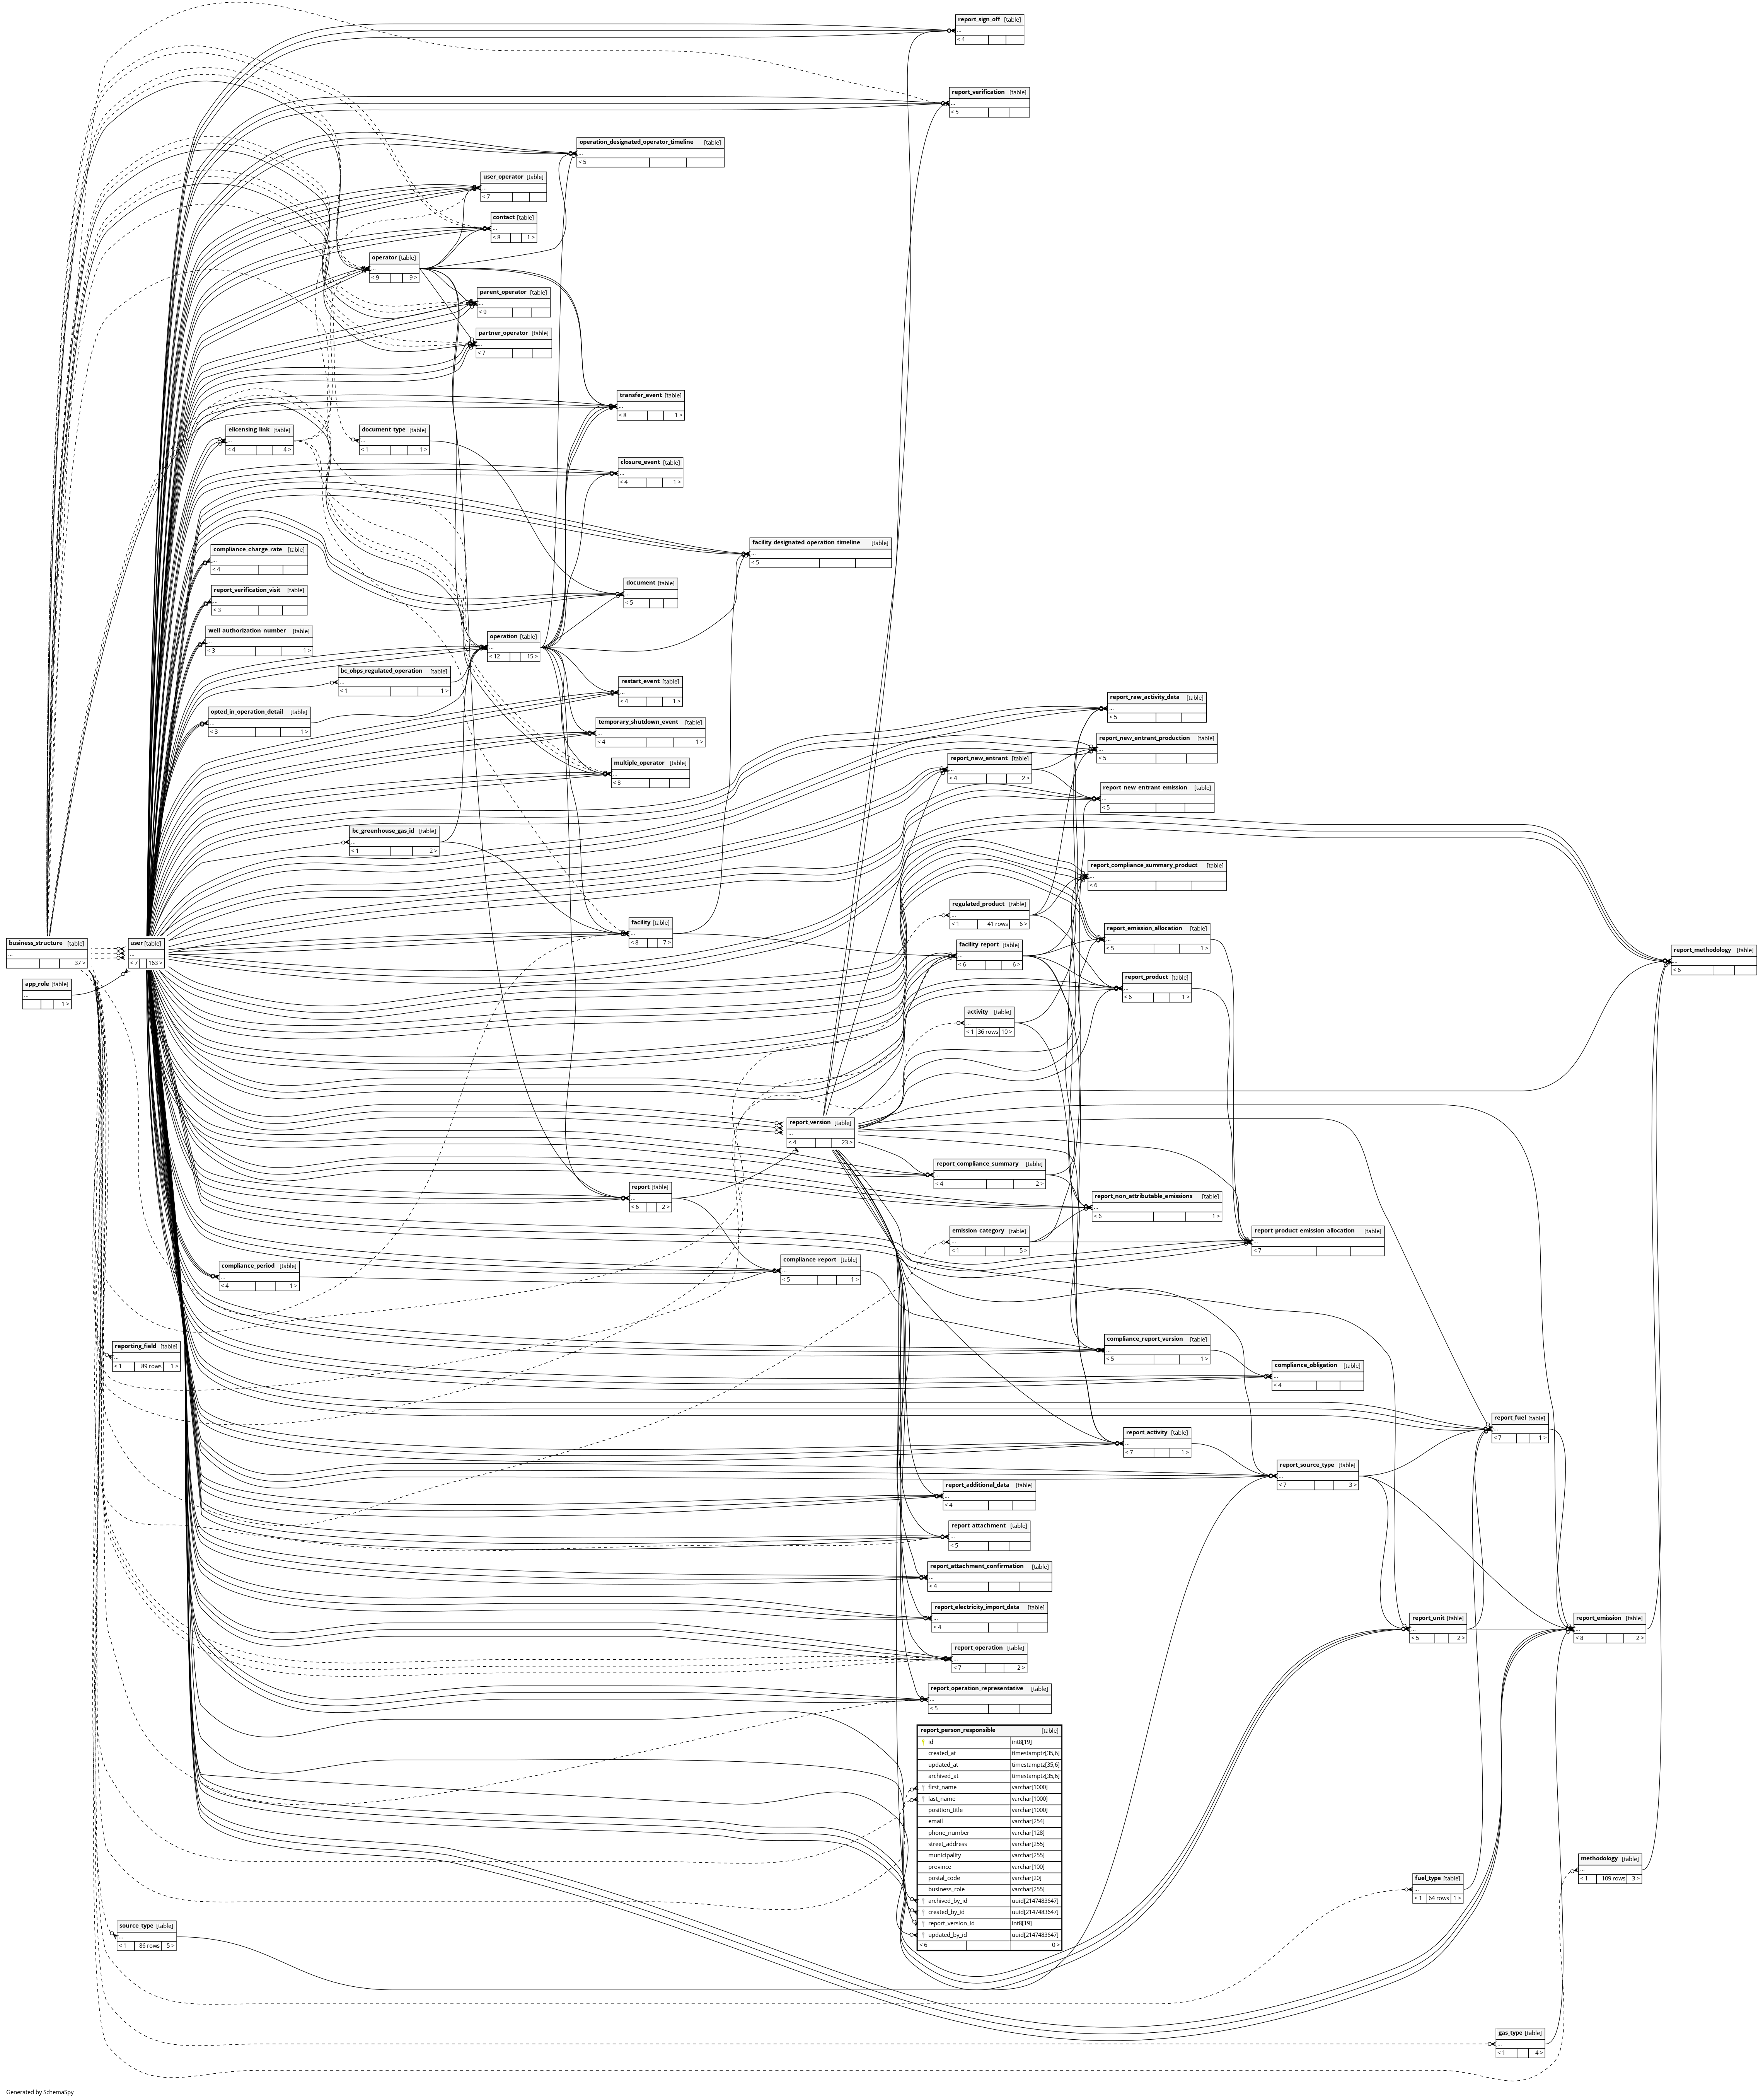 report_sign_off [table]
...
< 4
report_verification [table]
...
< 5
operation_designated_operator_timeline [table]
...
< 5
user_operator [table]
...
< 7
contact [table]
...
< 8 1 >
operator [table]
...
< 9 9 >
parent_operator [table]
...
< 9
partner_operator [table]
...
< 7
transfer_event [table]
...
< 8 1 >
elicensing_link [table]
...
< 4 4 >
document_type [table]
...
< 1 1 >
closure_event [table]
...
< 4 1 >
facility_designated_operation_timeline [table]
...
< 5
compliance_charge_rate [table]
...
< 4
document [table]
...
< 5
report_verification_visit [table]
...
< 3
well_authorization_number [table]
...
< 3 1 >
operation [table]
...
< 12 15 >
bc_obps_regulated_operation [table]
...
< 1 1 >
restart_event [table]
...
< 4 1 >
report_raw_activity_data [table]
...
< 5
opted_in_operation_detail [table]
...
< 3 1 >
temporary_shutdown_event [table]
...
< 4 1 >
report_new_entrant_production [table]
...
< 5
report_new_entrant [table]
...
< 4 2 >
multiple_operator [table]
...
< 8
report_new_entrant_emission [table]
...
< 5
bc_greenhouse_gas_id [table]
...
< 1 2 >
report_compliance_summary_product [table]
...
< 6
regulated_product [table]
...
< 1 41 rows 6 >
facility [table]
...
< 8 7 >
report_emission_allocation [table]
...
< 5 1 >
business_structure [table]
...
37 >
user [table]
...
< 7 163 >
facility_report [table]
...
< 6 6 >
report_methodology [table]
...
< 6
app_role [table]
...
1 >
report_product [table]
...
< 6 1 >
activity [table]
...
< 1 36 rows 10 >
report_version [table]
...
< 4 23 >
report_compliance_summary [table]
...
< 4 2 >
report [table]
...
< 6 2 >
report_non_attributable_emissions [table]
...
< 6 1 >
emission_category [table]
...
< 1 5 >
report_product_emission_allocation [table]
...
< 7
compliance_period [table]
...
< 4 1 >
compliance_report [table]
...
< 5 1 >
reporting_field [table]
...
< 1 89 rows 1 >
compliance_report_version [table]
...
< 5 1 >
compliance_obligation [table]
...
< 4
report_fuel [table]
...
< 7 1 >
report_activity [table]
...
< 7 1 >
report_source_type [table]
...
< 7 3 >
report_additional_data [table]
...
< 4
report_attachment [table]
...
< 5
report_attachment_confirmation [table]
...
< 4
report_electricity_import_data [table]
...
< 4
report_unit [table]
...
< 5 2 >
report_emission [table]
...
< 8 2 >
report_operation [table]
...
< 7 2 >
report_operation_representative [table]
...
< 5
report_person_responsible [table]
id int8[19]
created_at timestamptz[35,6]
updated_at timestamptz[35,6]
archived_at timestamptz[35,6]
first_name varchar[1000]
last_name varchar[1000]
position_title varchar[1000]
email varchar[254]
phone_number varchar[128]
street_address varchar[255]
municipality varchar[255]
province varchar[100]
postal_code varchar[20]
business_role varchar[255]
archived_by_id uuid[2147483647]
created_by_id uuid[2147483647]
report_version_id int8[19]
updated_by_id uuid[2147483647]
< 6 0 >
methodology [table]
...
< 1 109 rows 3 >
fuel_type [table]
...
< 1 64 rows 1 >
source_type [table]
...
< 1 86 rows 5 >
gas_type [table]
...
< 1 4 >
Generated by SchemaSpy